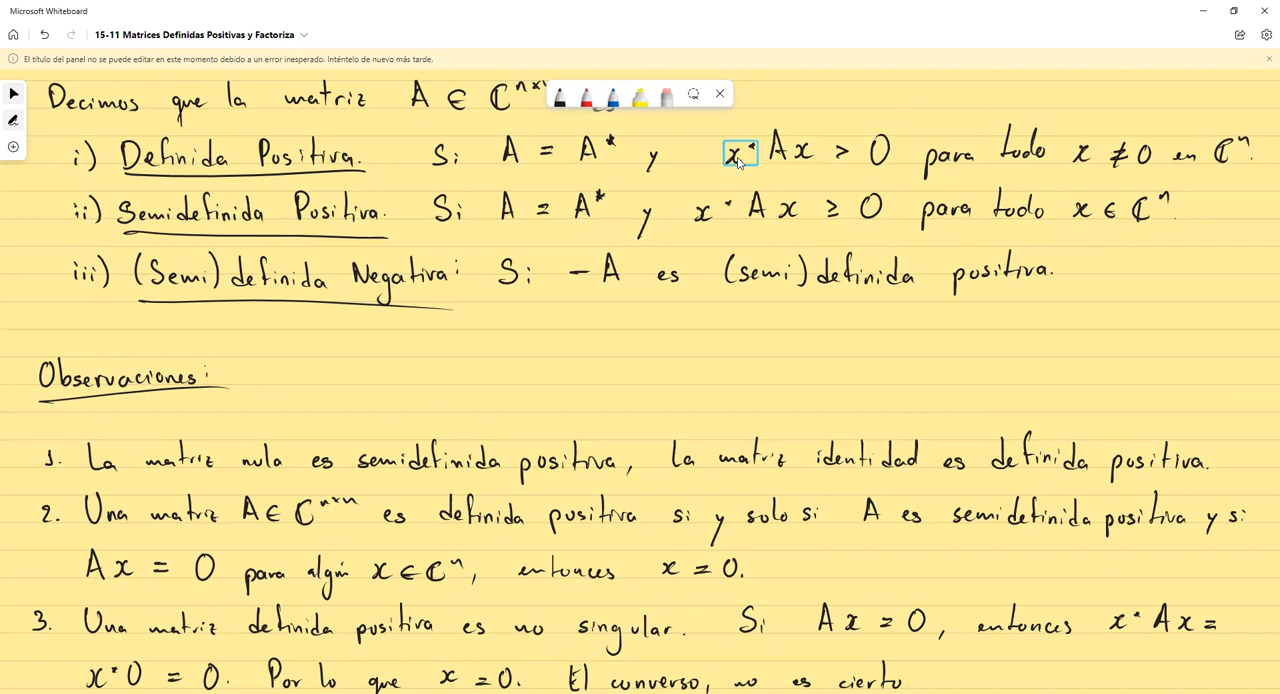 Microsoft Whiteboard
15-11 Matrices Definidas Positivas y Factoriza
El título del panel no se puede editar en este momento debido a un error inesperado. Inténtelo de nuevo más tarde.
Decimos que la matriz A ∈ ℂⁿˣⁿ es
i) Definida Positiva. Si A = A* y x*Ax > 0 para todo x ≠ 0 en ℂⁿ.
ii) Semidefinida Positiva. Si A = A* y x*Ax ≥ 0 para todo x ∈ ℂⁿ.
iii) (Semi)definida Negativa: Si -A es (semi)definida positiva.
Observaciones:
1. La matriz nula es semidefinida positiva, la matriz identidad es definida positiva.
2. Una matriz A ∈ ℂⁿˣⁿ es definida positiva si y solo si A es semidefinida positiva y si
Ax = 0 para algún x ∈ ℂⁿ, entonces x = 0.
3. Una matriz definida positiva es no singular. Si Ax = 0, entonces x*Ax =
x*0 = 0. Por lo que x = 0. El converso, no es cierto